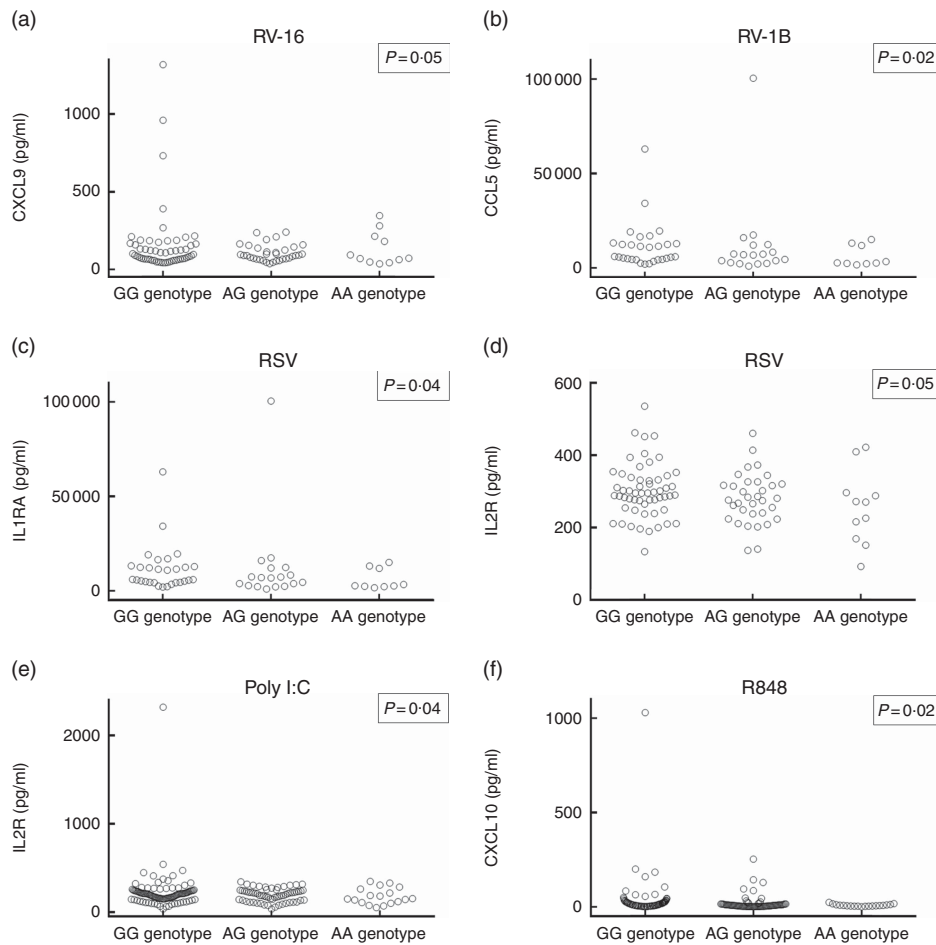 (a)
RV-16
P = 0·05
CXCL9 (pg/ml)
1000
500
0
GG genotype AG genotype AA genotype
(b)
RV-1B
P = 0·02
CCL5 (pg/ml)
100 000
50 000
0
GG genotype AG genotype AA genotype
(c)
RSV
P = 0·04
IL1RA (pg/ml)
100 000
50 000
0
GG genotype AG genotype AA genotype
(d)
RSV
P = 0·05
IL2R (pg/ml)
600
400
200
0
GG genotype AG genotype AA genotype
(e)
Poly I:C
P = 0·04
IL2R (pg/ml)
2000
1000
0
GG genotype AG genotype AA genotype
(f)
R848
P = 0·02
CXCL10 (pg/ml)
1000
500
0
GG genotype AG genotype AA genotype